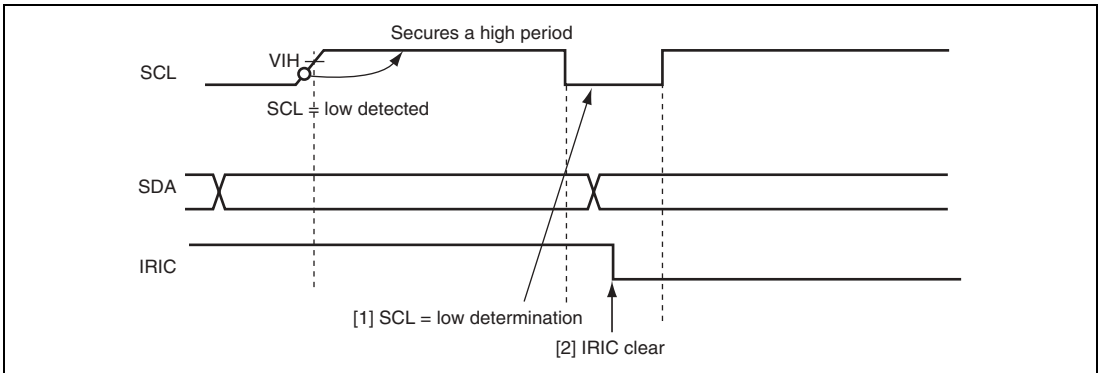 Secures a high period
VIH
SCL
SCL = low detected
SDA
IRIC
[1] SCL = low determination
[2] IRIC clear